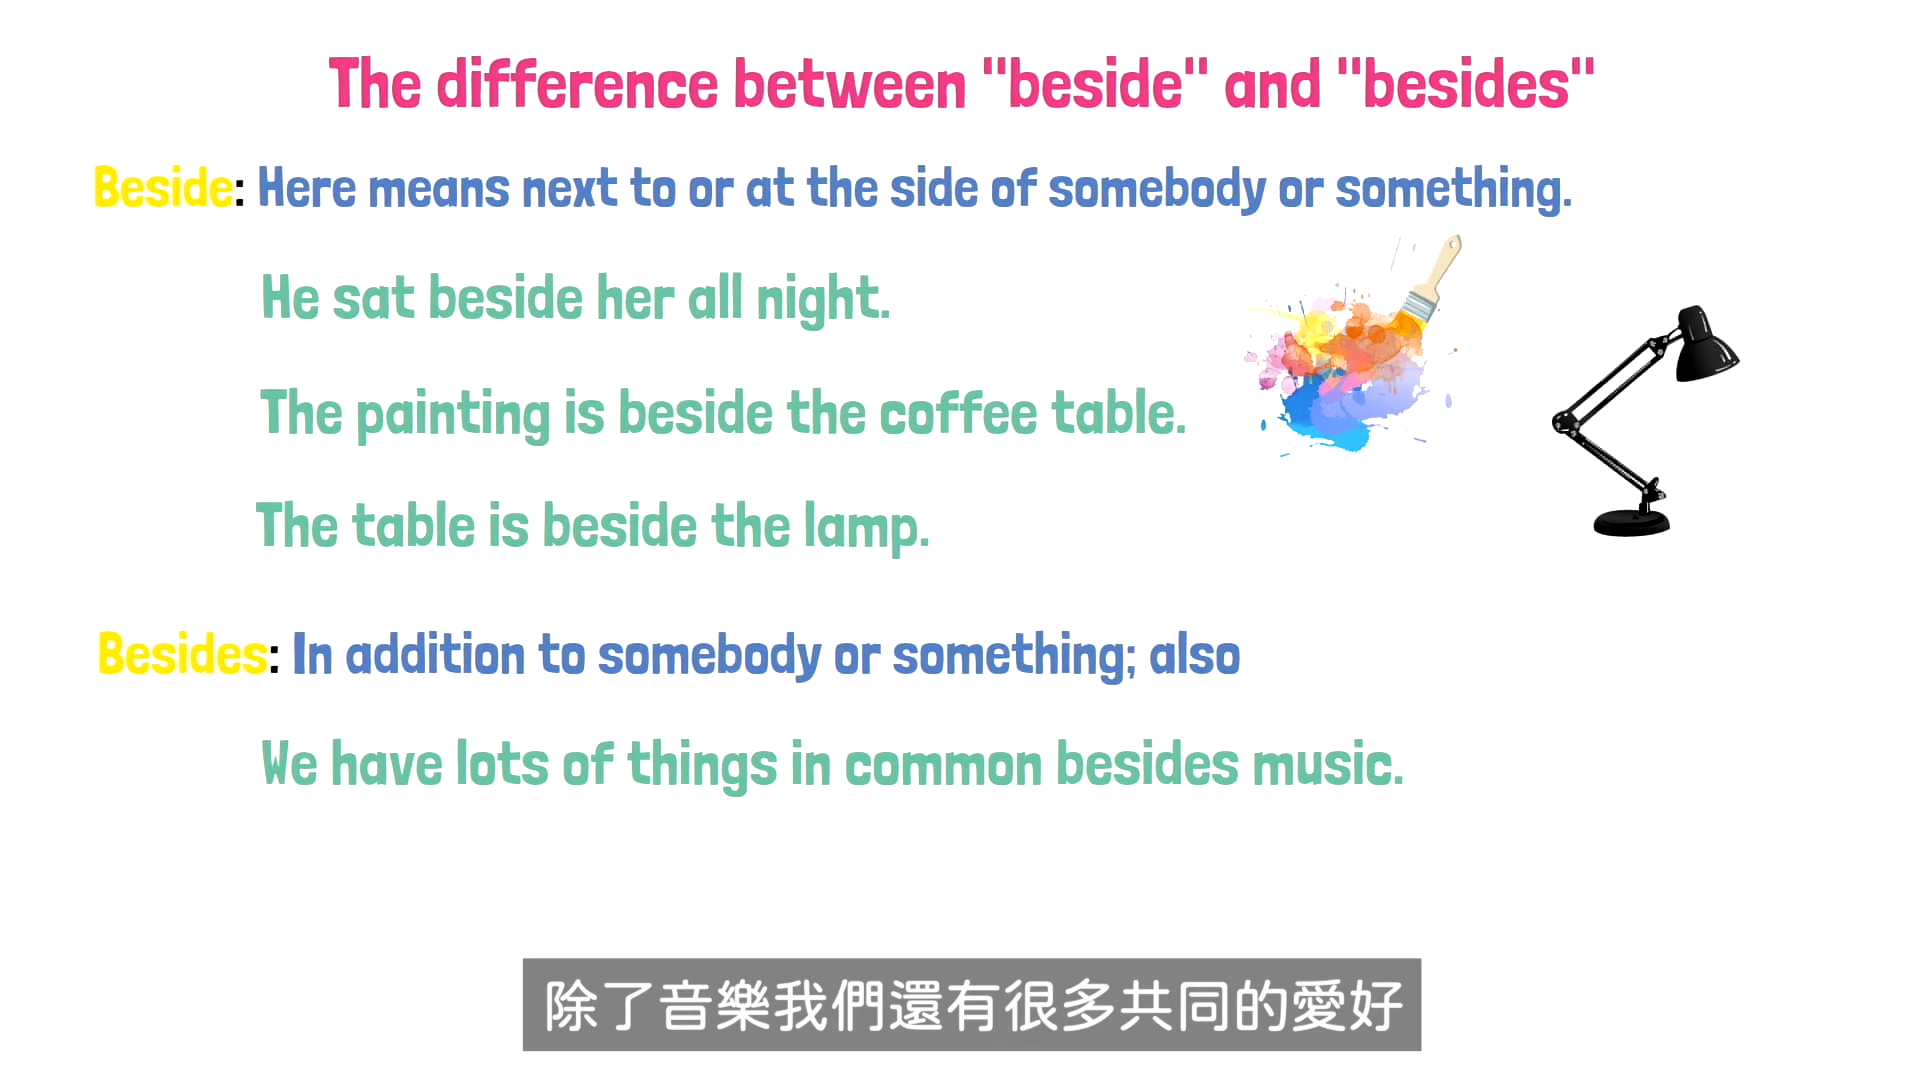 The difference between "beside" and "besides"
Beside: Here means next to or at the side of somebody or something.
He sat beside her all night.
The painting is beside the coffee table.
The table is beside the lamp.
Besides: In addition to somebody or something; also
We have lots of things in common besides music.
除了音樂我們還有很多共同的愛好